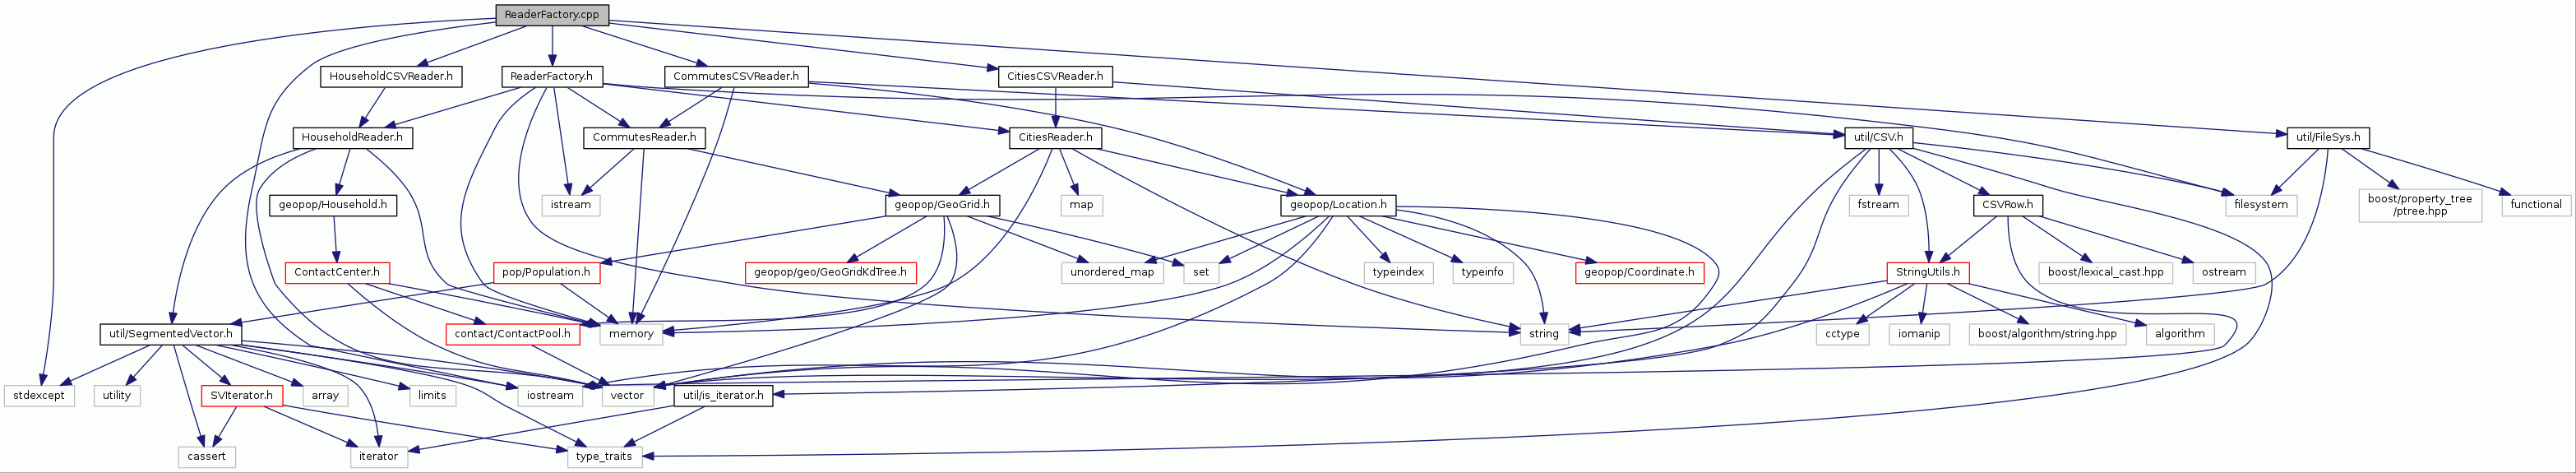 ReaderFactory.cpp
HouseholdCSVReader.h
ReaderFactory.h
CommutesCSVReader.h
CitiesCSVReader.h
HouseholdReader.h
CommutesReader.h
CitiesReader.h
util/CSV.h
util/FileSys.h
geopop/Household.h
istream
geopop/GeoGrid.h
map
geopop/Location.h
fstream
CSVRow.h
filesystem
boost/property_tree
/ptree.hpp
functional
ContactCenter.h
pop/Population.h
geopop/geo/GeoGridKdTree.h
unordered_map
set
typeindex
typeinfo
geopop/Coordinate.h
StringUtils.h
boost/lexical_cast.hpp
ostream
util/SegmentedVector.h
contact/ContactPool.h
memory
string
cctype
iomanip
boost/algorithm/string.hpp
algorithm
stdexcept
utility
SVIterator.h
array
limits
iostream
vector
util/is_iterator.h
cassert
iterator
type_traits